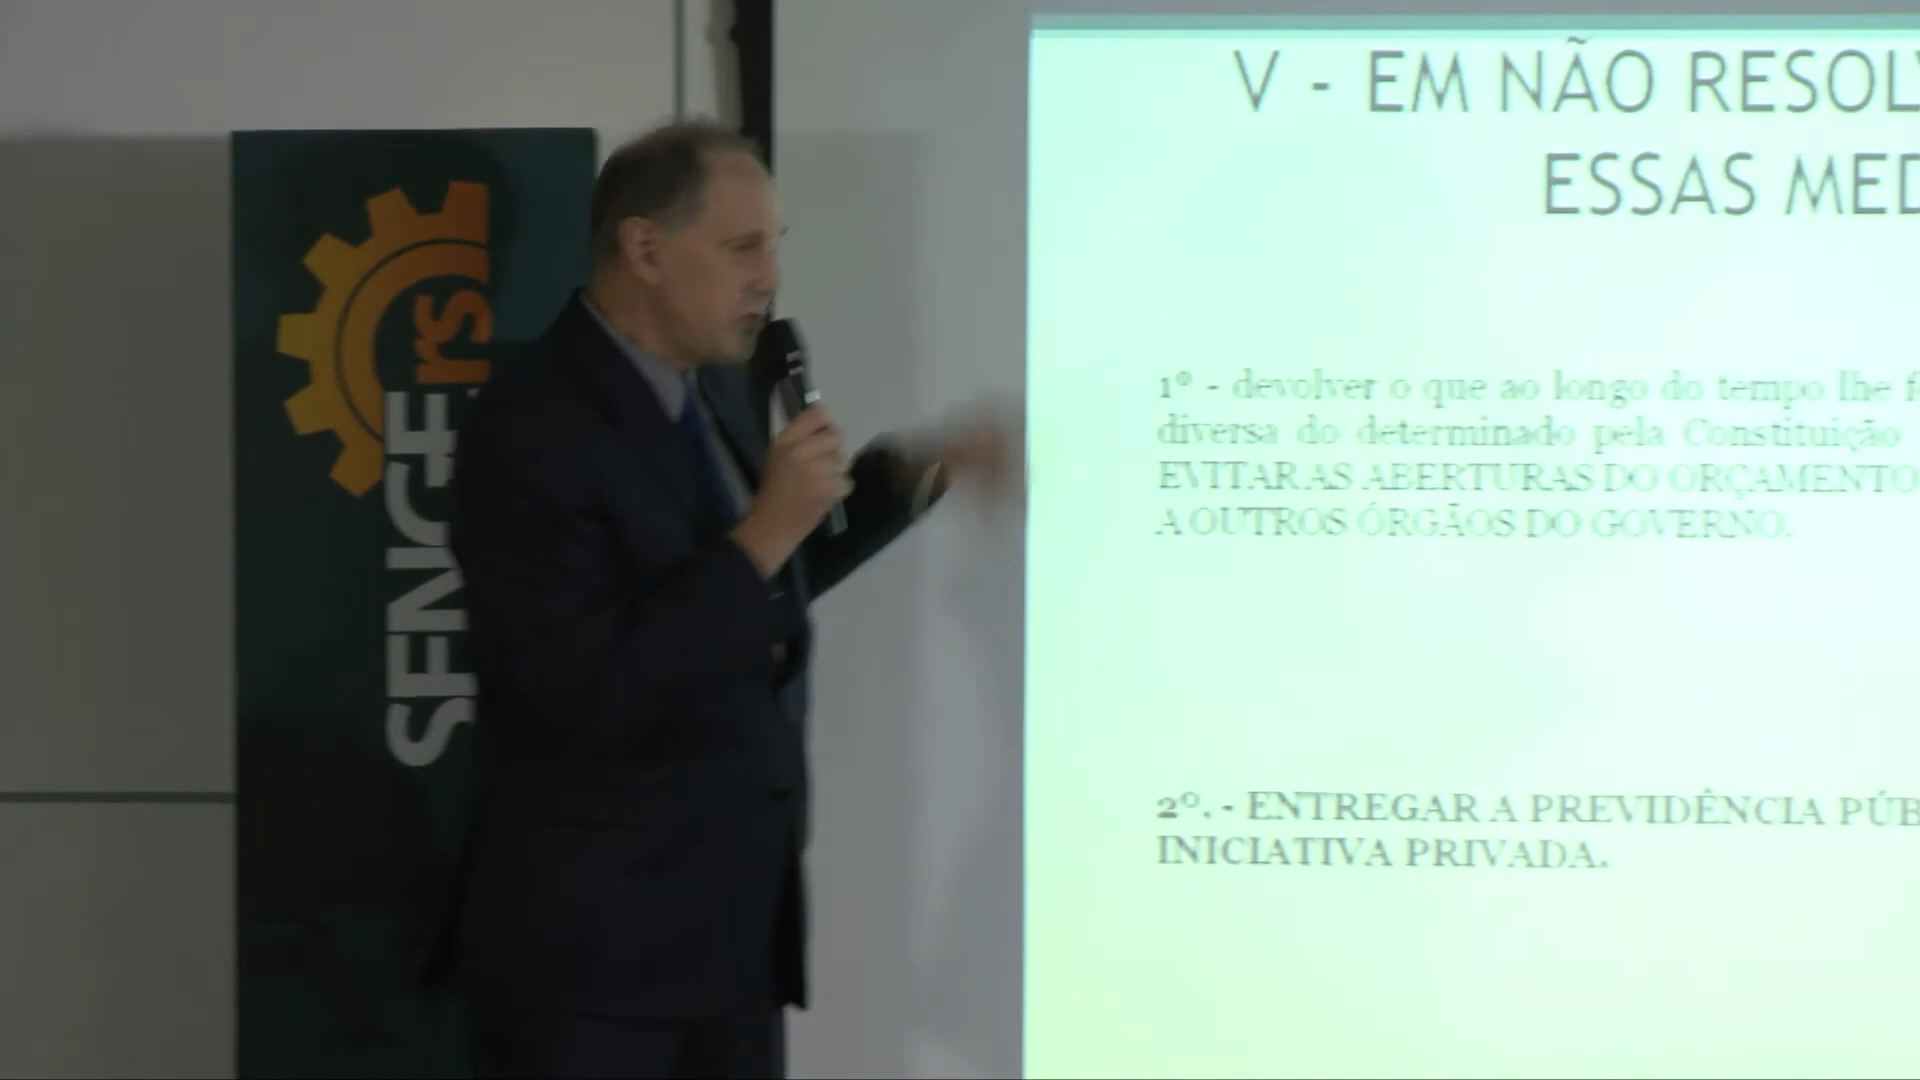 SENGE
rs
V - EM NÃO RESOLV
ESSAS MED
1º - devolver o que ao longo do tempo lhe f
diversa do determinado pela Constituição
EVITAR AS ABERTURAS DO ORÇAMENTO
A OUTROS ÓRGÃOS DO GOVERNO.
2º. - ENTREGAR A PREVIDÊNCIA PÚB
INICIATIVA PRIVADA.